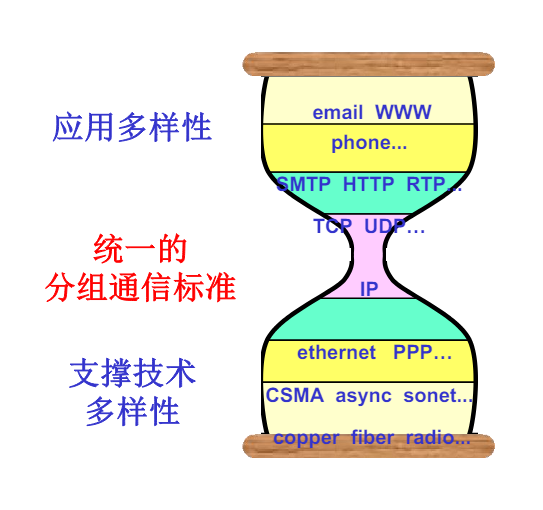 email WWW
应用多样性
phone...
SMTP HTTP RTP...
TCP UDP…
统一的
分组通信标准
IP
ethernet PPP…
支撑技术
多样性
CSMA async sonet...
copper fiber radio...